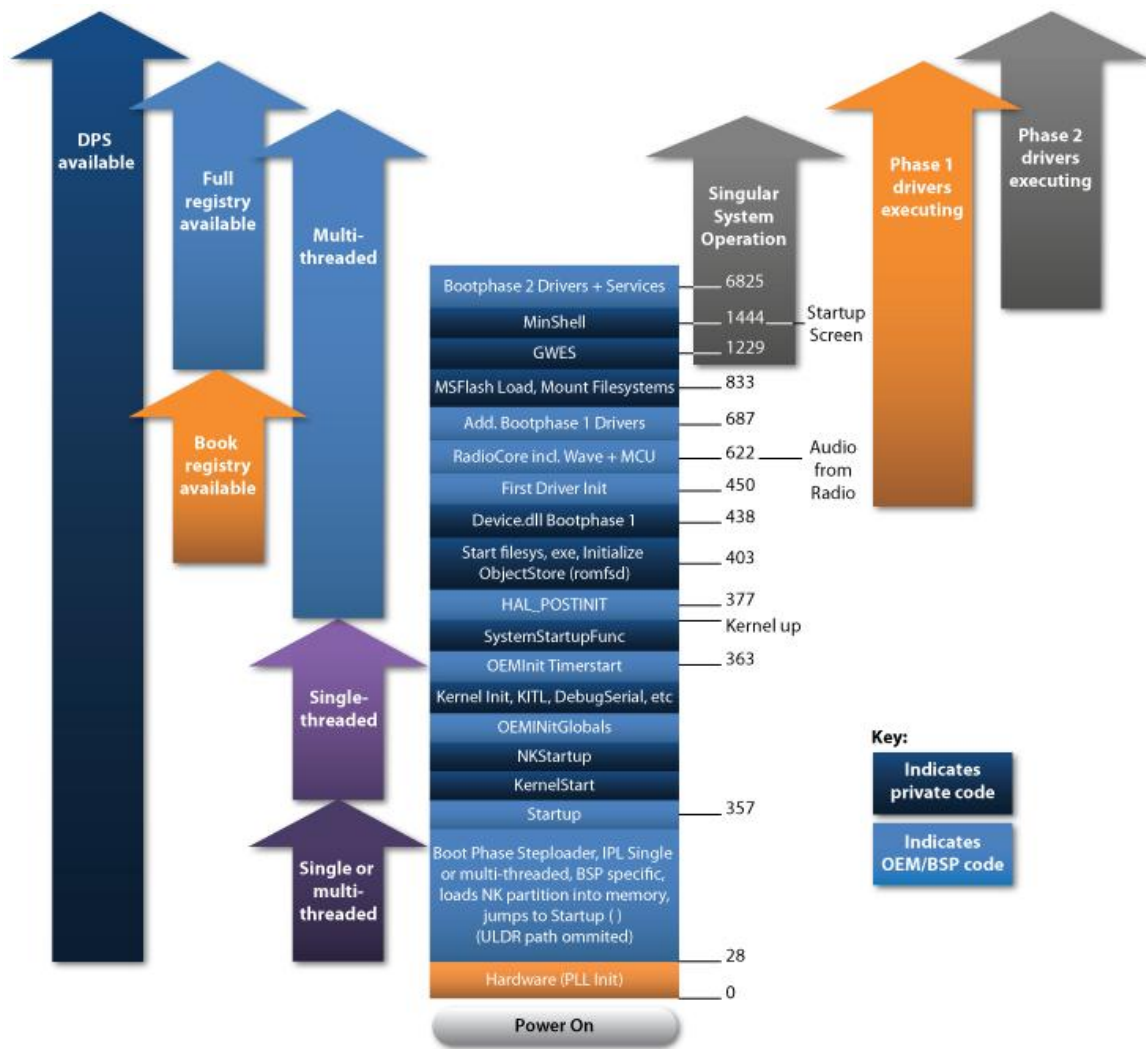 DPS
available
Full
registry
available
Book
registry
available
Multi-
threaded
Single-
threaded
Single or
multi-
threaded
Bootphase 2 Drivers + Services
MinShell
GWES
MSFlash Load, Mount Filesystems
Add. Bootphase 1 Drivers
RadioCore incl. Wave + MCU
First Driver Init
Device.dll Bootphase 1
Start filesys, exe, Initialize
ObjectStore (romfsd)
HAL_POSTINIT
SystemStartupFunc
OEMInit Timerstart
Kernel Init, KITL, DebugSerial, etc
OEMINitGlobals
NKStartup
KernelStart
Startup
Boot Phase Steploader, IPL Single
or multi-threaded, BSP specific,
loads NK partition into memory,
jumps to Startup ( )
(ULDR path ommited)
Hardware (PLL Init)
Power On
Singular
System
Operation
6825
1444
Startup
Screen
1229
833
687
622
Audio
from
Radio
450
438
403
377
Kernel up
363
357
28
0
Phase 1
drivers
executing
Phase 2
drivers
executing
Key:
Indicates
private code
Indicates
OEM/BSP code